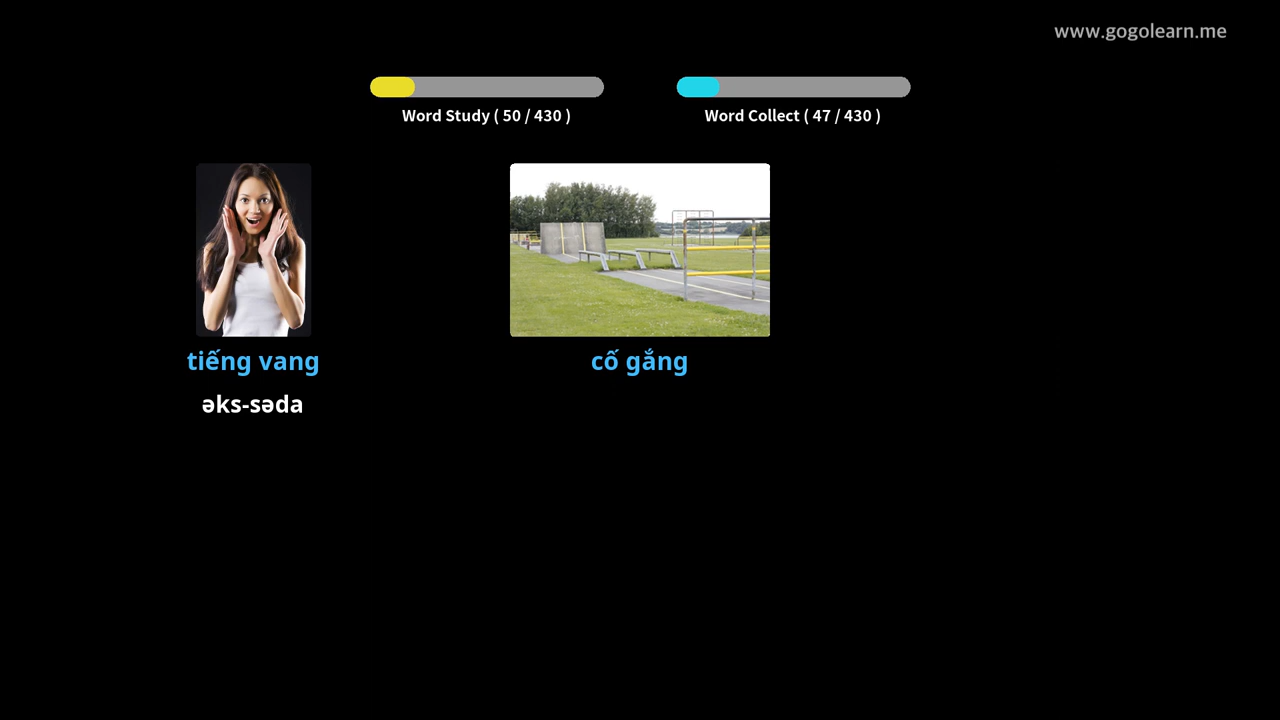 www.gogolearn.me
Word Study ( 50 / 430 )
Word Collect ( 47 / 430 )
tiếng vang
cố gắng
əks-səda